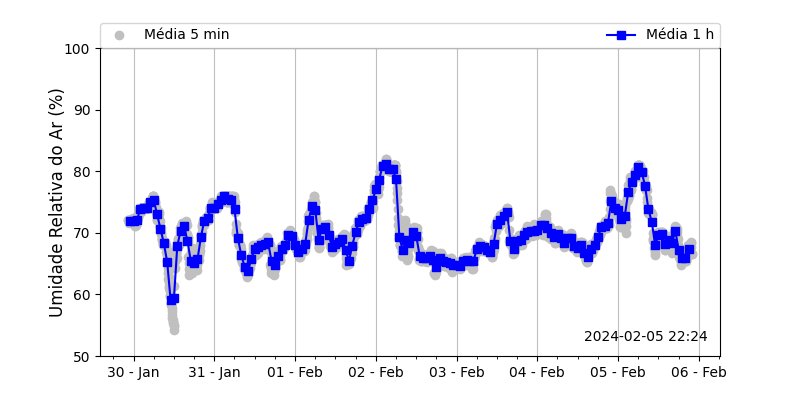 Média 5 min
Média 1 h
Umidade Relativa do Ar (%)
100
90
80
70
60
50
2024-02-05 22:24
30 - Jan
31 - Jan
01 - Feb
02 - Feb
03 - Feb
04 - Feb
05 - Feb
06 - Feb